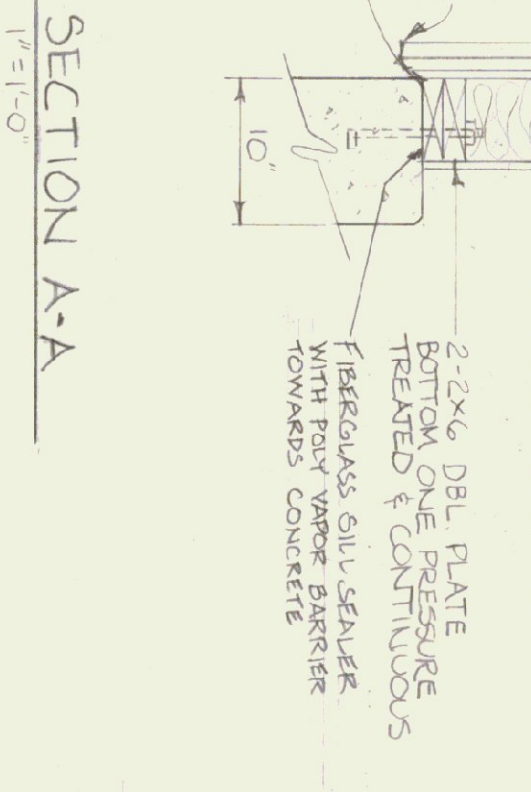 2-2X6 DBL. PLATE
BOTTOM ONE PRESSURE
TREATED & CONTINUOUS
FIBERGLASS SILL SEALER
WITH POLY VAPOR BARRIER
TOWARDS CONCRETE
10"
SECTION A-A
1"=1'-0"